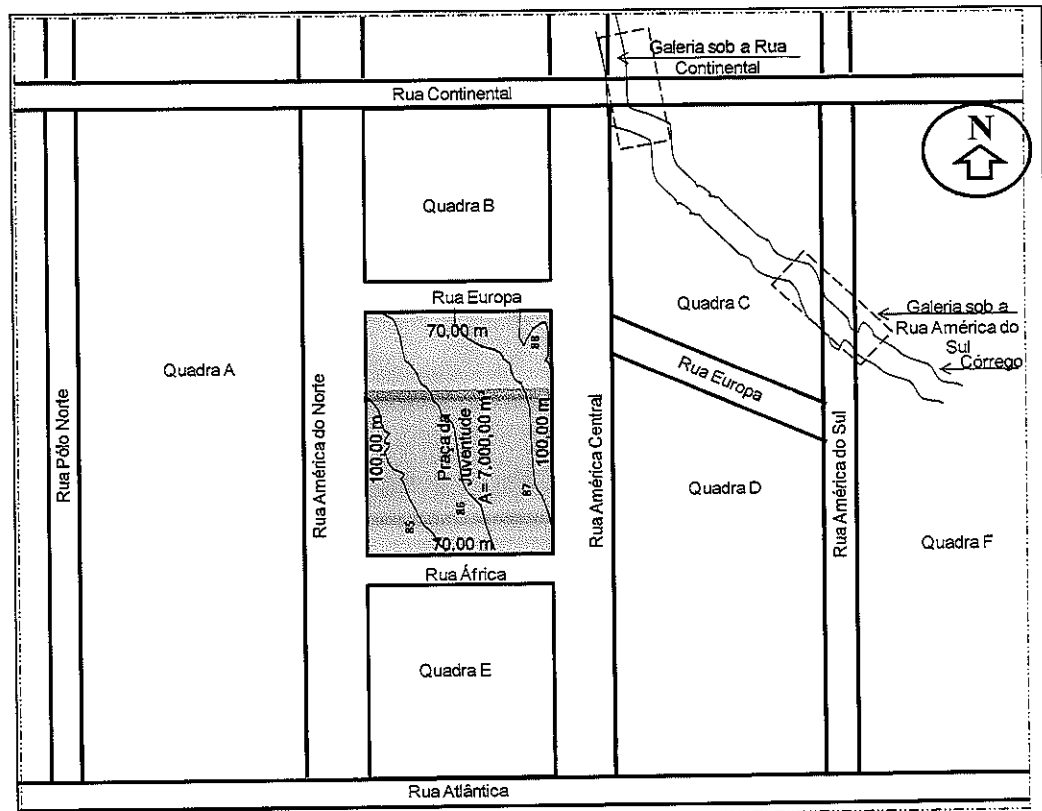 Galeria sob a Rua
Continental
Rua Continental
N
Quadra B
Rua Europa
Quadra C
Galeria sob a
Rua América do
Sul
Córrego
70,00 m
88
Quadra A
Rua Europa
Rua Pólo Norte
Rua América do Norte
100,00 m
Praça da
Juventude
A= 7.000,00 m²
100,00 m
Rua América Central
Rua América do Sul
Quadra D
85
86
87
70,00 m
Quadra F
Rua África
Quadra E
Rua Atlântica